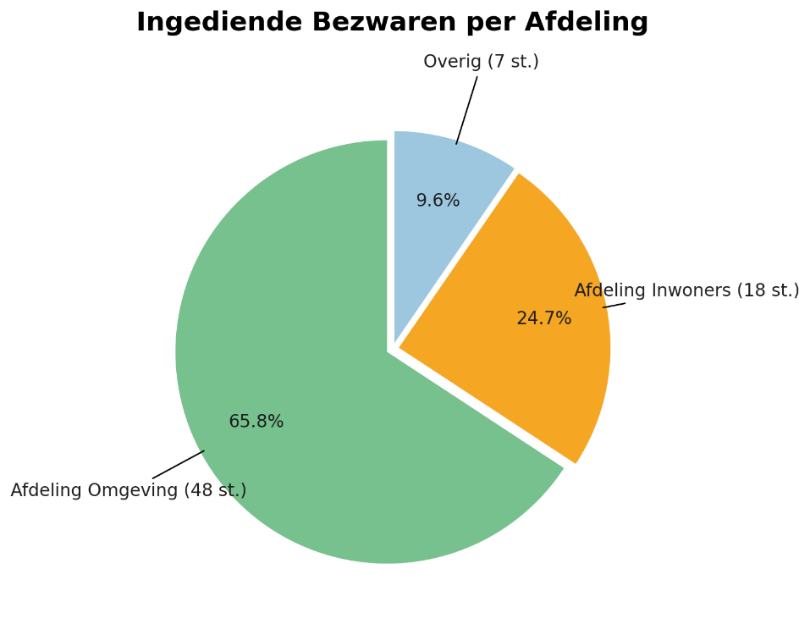 Ingediende Bezwaren per Afdeling
Overig (7 st.)
9.6%
Afdeling Inwoners (18 st.)
24.7%
65.8%
Afdeling Omgeving (48 st.)